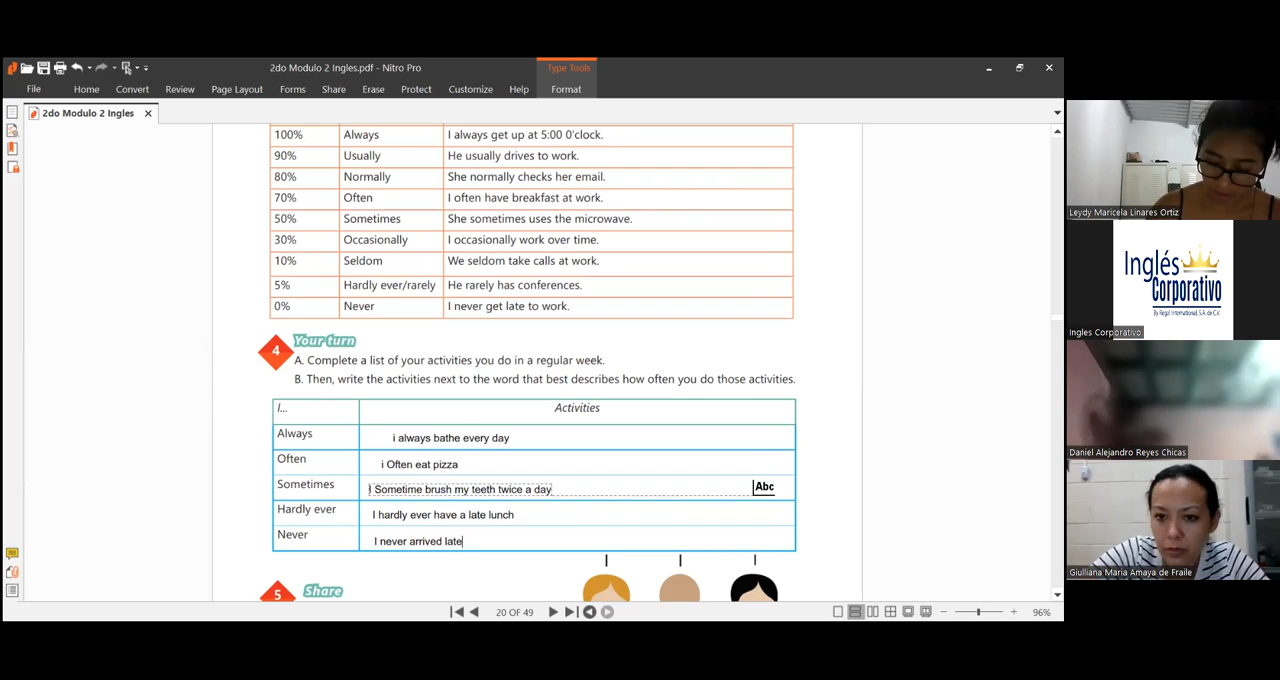 2do Modulo 2 Ingles.pdf - Nitro Pro
Type Tools
File Home Convert Review Page Layout Forms Share Erase Protect Customize Help Format
2do Modulo 2 Ingles
100% Always I always get up at 5:00 0'clock.
90% Usually He usually drives to work.
80% Normally She normally checks her email.
70% Often I often have breakfast at work.
50% Sometimes She sometimes uses the microwave.
30% Occasionally I occasionally work over time.
10% Seldom We seldom take calls at work.
5% Hardly ever/rarely He rarely has conferences.
0% Never I never get late to work.
4 Your turn
A. Complete a list of your activities you do in a regular week.
B. Then, write the activities next to the word that best describes how often you do those activities.
I... Activities
Always i always bathe every day
Often i Often eat pizza
Sometimes I Sometime brush my teeth twice a day
Abc
Hardly ever I hardly ever have a late lunch
Never I never arrived late
5 Share
20 OF 49
96%
Leydy Maricela Linares Ortiz
Inglés
Corporativo
By Regal International, S.A. de C.V.
Ingles Corporativo
Daniel Alejandro Reyes Chicas
Giulliana Maria Amaya de Fraile